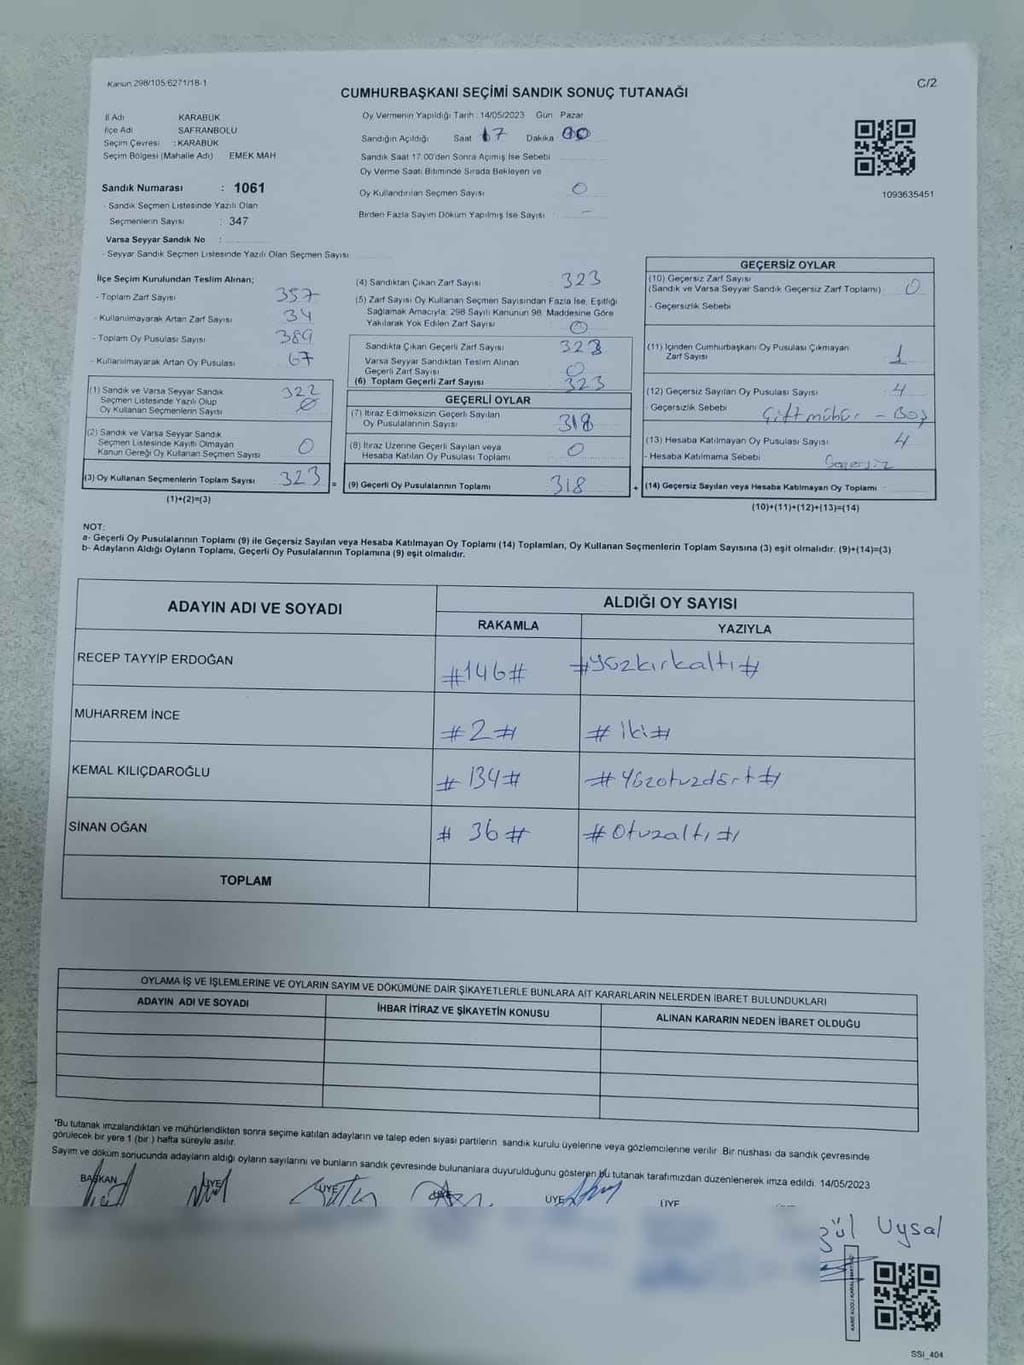 Kanun 298/105 6271/18-1
C/2
CUMHURBAŞKANI SEÇİMİ SANDIK SONUÇ TUTANAĞI
İl Adı KARABÜK
İlçe Adı SAFRANBOLU
Seçim Çevresi : KARABUK
Seçim Bölgesi (Mahalle Adı) EMEK MAH
Sandık Numarası : 1061
- Sandık Seçmen Listesinde Yazılı Olan
Seçmenlerin Sayısı : 347
Varsa Seyyar Sandık No :
- Seyyar Sandık Seçmen Listesinde Yazılı Olan Seçmen Sayısı
Oy Vermenin Yapıldığı Tarih : 14/05/2023 Gün Pazar
Sandığın Açıldığı Saat 17 Dakika 00
Sandık Saat 17.00'den Sonra Açılmış İse Sebebi
Oy Verme Saati Bitiminde Sırada Bekleyen ve
Oy Kullandırılan Seçmen Sayısı 0
Birden Fazla Sayım Döküm Yapılmış İse Sayısı : -
1093635451
İlçe Seçim Kurulundan Teslim Alınan;
- Toplam Zarf Sayısı 357
- Kullanılmayarak Artan Zarf Sayısı 34
- Toplam Oy Pusulası Sayısı 389
- Kullanılmayarak Artan Oy Pusulası 67
(1) Sandık ve Varsa Seyyar Sandık
Seçmen Listesinde Yazılı Olup
Oy Kullanan Seçmenlerin Sayısı 322
(2) Sandık ve Varsa Seyyar Sandık
Seçmen Listesinde Kayıtlı Olmayan
Kanun Gereği Oy Kullanan Seçmen Sayısı 0
(3) Oy Kullanan Seçmenlerin Toplam Sayısı 323 =
(1)+(2)=(3)
(4) Sandıktan Çıkan Zarf Sayısı 323
(5) Zarf Sayısı Oy Kullanan Seçmen Sayısından Fazla İse, Eşitliği
Sağlamak Amacıyla; 298 Sayılı Kanunun 98. Maddesine Göre
Yakılarak Yok Edilen Zarf Sayısı 0
Sandıkta Çıkan Geçerli Zarf Sayısı 323
Varsa Seyyar Sandıktan Teslim Alınan
Geçerli Zarf Sayısı 0
(6) Toplam Geçerli Zarf Sayısı 323
GEÇERLİ OYLAR
(7) İtiraz Edilmeksizin Geçerli Sayılan
Oy Pusulalarının Sayısı 318
(8) İtiraz Üzerine Geçerli Sayılan veya
Hesaba Katılan Oy Pusulası Toplamı 0
(9) Geçerli Oy Pusulalarının Toplamı 318 +
GEÇERSİZ OYLAR
(10) Geçersiz Zarf Sayısı
(Sandık ve Varsa Seyyar Sandık Geçersiz Zarf Toplamı) 0
- Geçersizlik Sebebi
(11) İçinden Cumhurbaşkanı Oy Pusulası Çıkmayan
Zarf Sayısı 1
(12) Geçersiz Sayılan Oy Pusulası Sayısı 4
- Geçersizlik Sebebi Çift mühür - Boş
(13) Hesaba Katılmayan Oy Pusulası Sayısı 4
- Hesaba Katılmama Sebebi Geçersiz
(14) Geçersiz Sayılan veya Hesaba Katılmayan Oy Toplamı
(10)+(11)+(12)+(13)=(14)
NOT:
a- Geçerli Oy Pusulalarının Toplamı (9) ile Geçersiz Sayılan veya Hesaba Katılmayan Oy Toplamı (14) Toplamları, Oy Kullanan Seçmenlerin Toplam Sayısına (3) eşit olmalıdır. (9)+(14)=(3)
b- Adayların Aldığı Oyların Toplamı, Geçerli Oy Pusulalarının Toplamına (9) eşit olmalıdır.
ADAYIN ADI VE SOYADI ALDIĞI OY SAYISI
RAKAMLA YAZIYLA
RECEP TAYYİP ERDOĞAN #146# #yüzkırkaltı#
MUHARREM İNCE #2# #iki#
KEMAL KILIÇDAROĞLU #134# #yüzotuzdört#
SİNAN OĞAN #36# #Otuzaltı#
TOPLAM
OYLAMA İŞ VE İŞLEMLERİNE VE OYLARIN SAYIM VE DÖKÜMÜNE DAİR ŞİKAYETLERLE BUNLARA AİT KARARLARIN NELERDEN İBARET BULUNDUKLARI
ADAYIN ADI VE SOYADI İHBAR İTİRAZ VE ŞİKAYETİN KONUSU ALINAN KARARIN NEDEN İBARET OLDUĞU
"Bu tutanak imzalandıktan ve mühürlendikten sonra seçime katılan adayların ve talep eden siyasi partilerin sandık kurulu üyelerine veya gözlemcilerine verilir Bir nüshası da sandık çevresinde
görülecek bir yere 1 (bir ) hafta süreyle asılır.
Sayım ve döküm sonucunda adayların aldığı oyların sayılarını ve bunların sandık çevresinde bulunanlara duyurulduğunu gösteren bu tutanak tarafımızdan düzenlenerek imza edildi. 14/05/2023
BAŞKAN ÜYE ÜYE ÜYE ÜYE ÜYE
Uysal
SSI_404